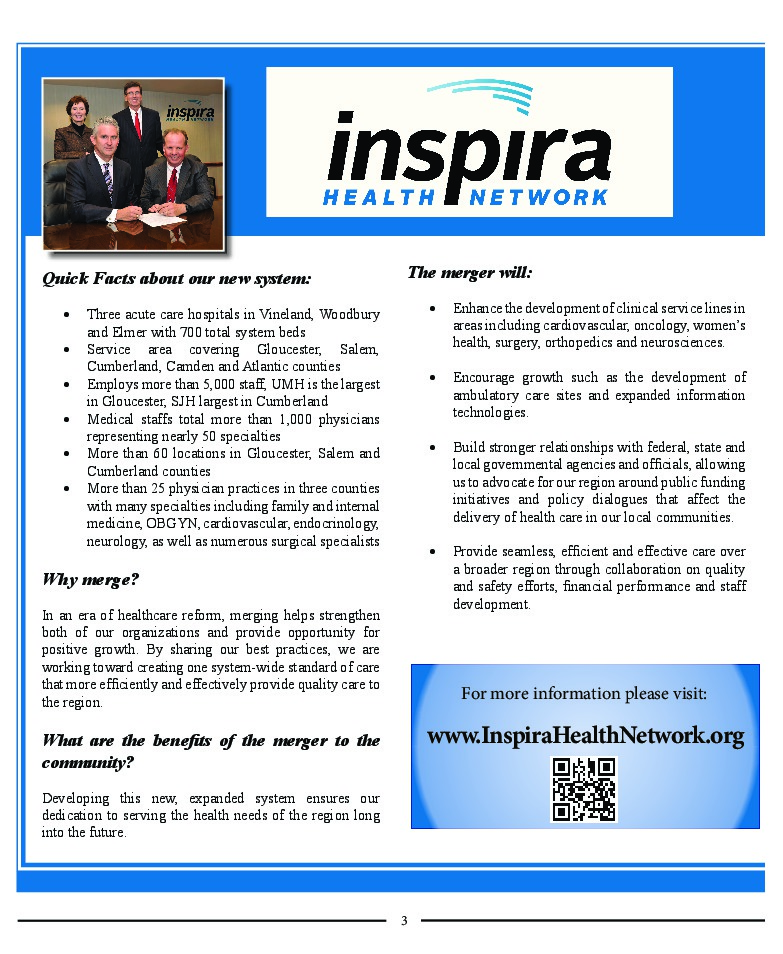 inspira
HEALTH NETWORK
inspira
HEALTH NETWORK
Quick Facts about our new system:
• Three acute care hospitals in Vineland, Woodbury
and Elmer with 700 total system beds
• Service area covering Gloucester, Salem,
Cumberland, Camden and Atlantic counties
• Employs more than 5,000 staff, UMH is the largest
in Gloucester, SJH largest in Cumberland
• Medical staffs total more than 1,000 physicians
representing nearly 50 specialties
• More than 60 locations in Gloucester, Salem and
Cumberland counties
• More than 25 physician practices in three counties
with many specialties including family and internal
medicine, OBGYN, cardiovascular, endocrinology,
neurology, as well as numerous surgical specialists
Why merge?
In an era of healthcare reform, merging helps strengthen
both of our organizations and provide opportunity for
positive growth. By sharing our best practices, we are
working toward creating one system-wide standard of care
that more efficiently and effectively provide quality care to
the region.
What are the benefits of the merger to the
community?
Developing this new, expanded system ensures our
dedication to serving the health needs of the region long
into the future.
The merger will:
• Enhance the development of clinical service lines in
areas including cardiovascular, oncology, women's
health, surgery, orthopedics and neurosciences.
• Encourage growth such as the development of
ambulatory care sites and expanded information
technologies.
• Build stronger relationships with federal, state and
local governmental agencies and officials, allowing
us to advocate for our region around public funding
initiatives and policy dialogues that affect the
delivery of health care in our local communities.
• Provide seamless, efficient and effective care over
a broader region through collaboration on quality
and safety efforts, financial performance and staff
development.
For more information please visit:
www.InspiraHealthNetwork.org
3